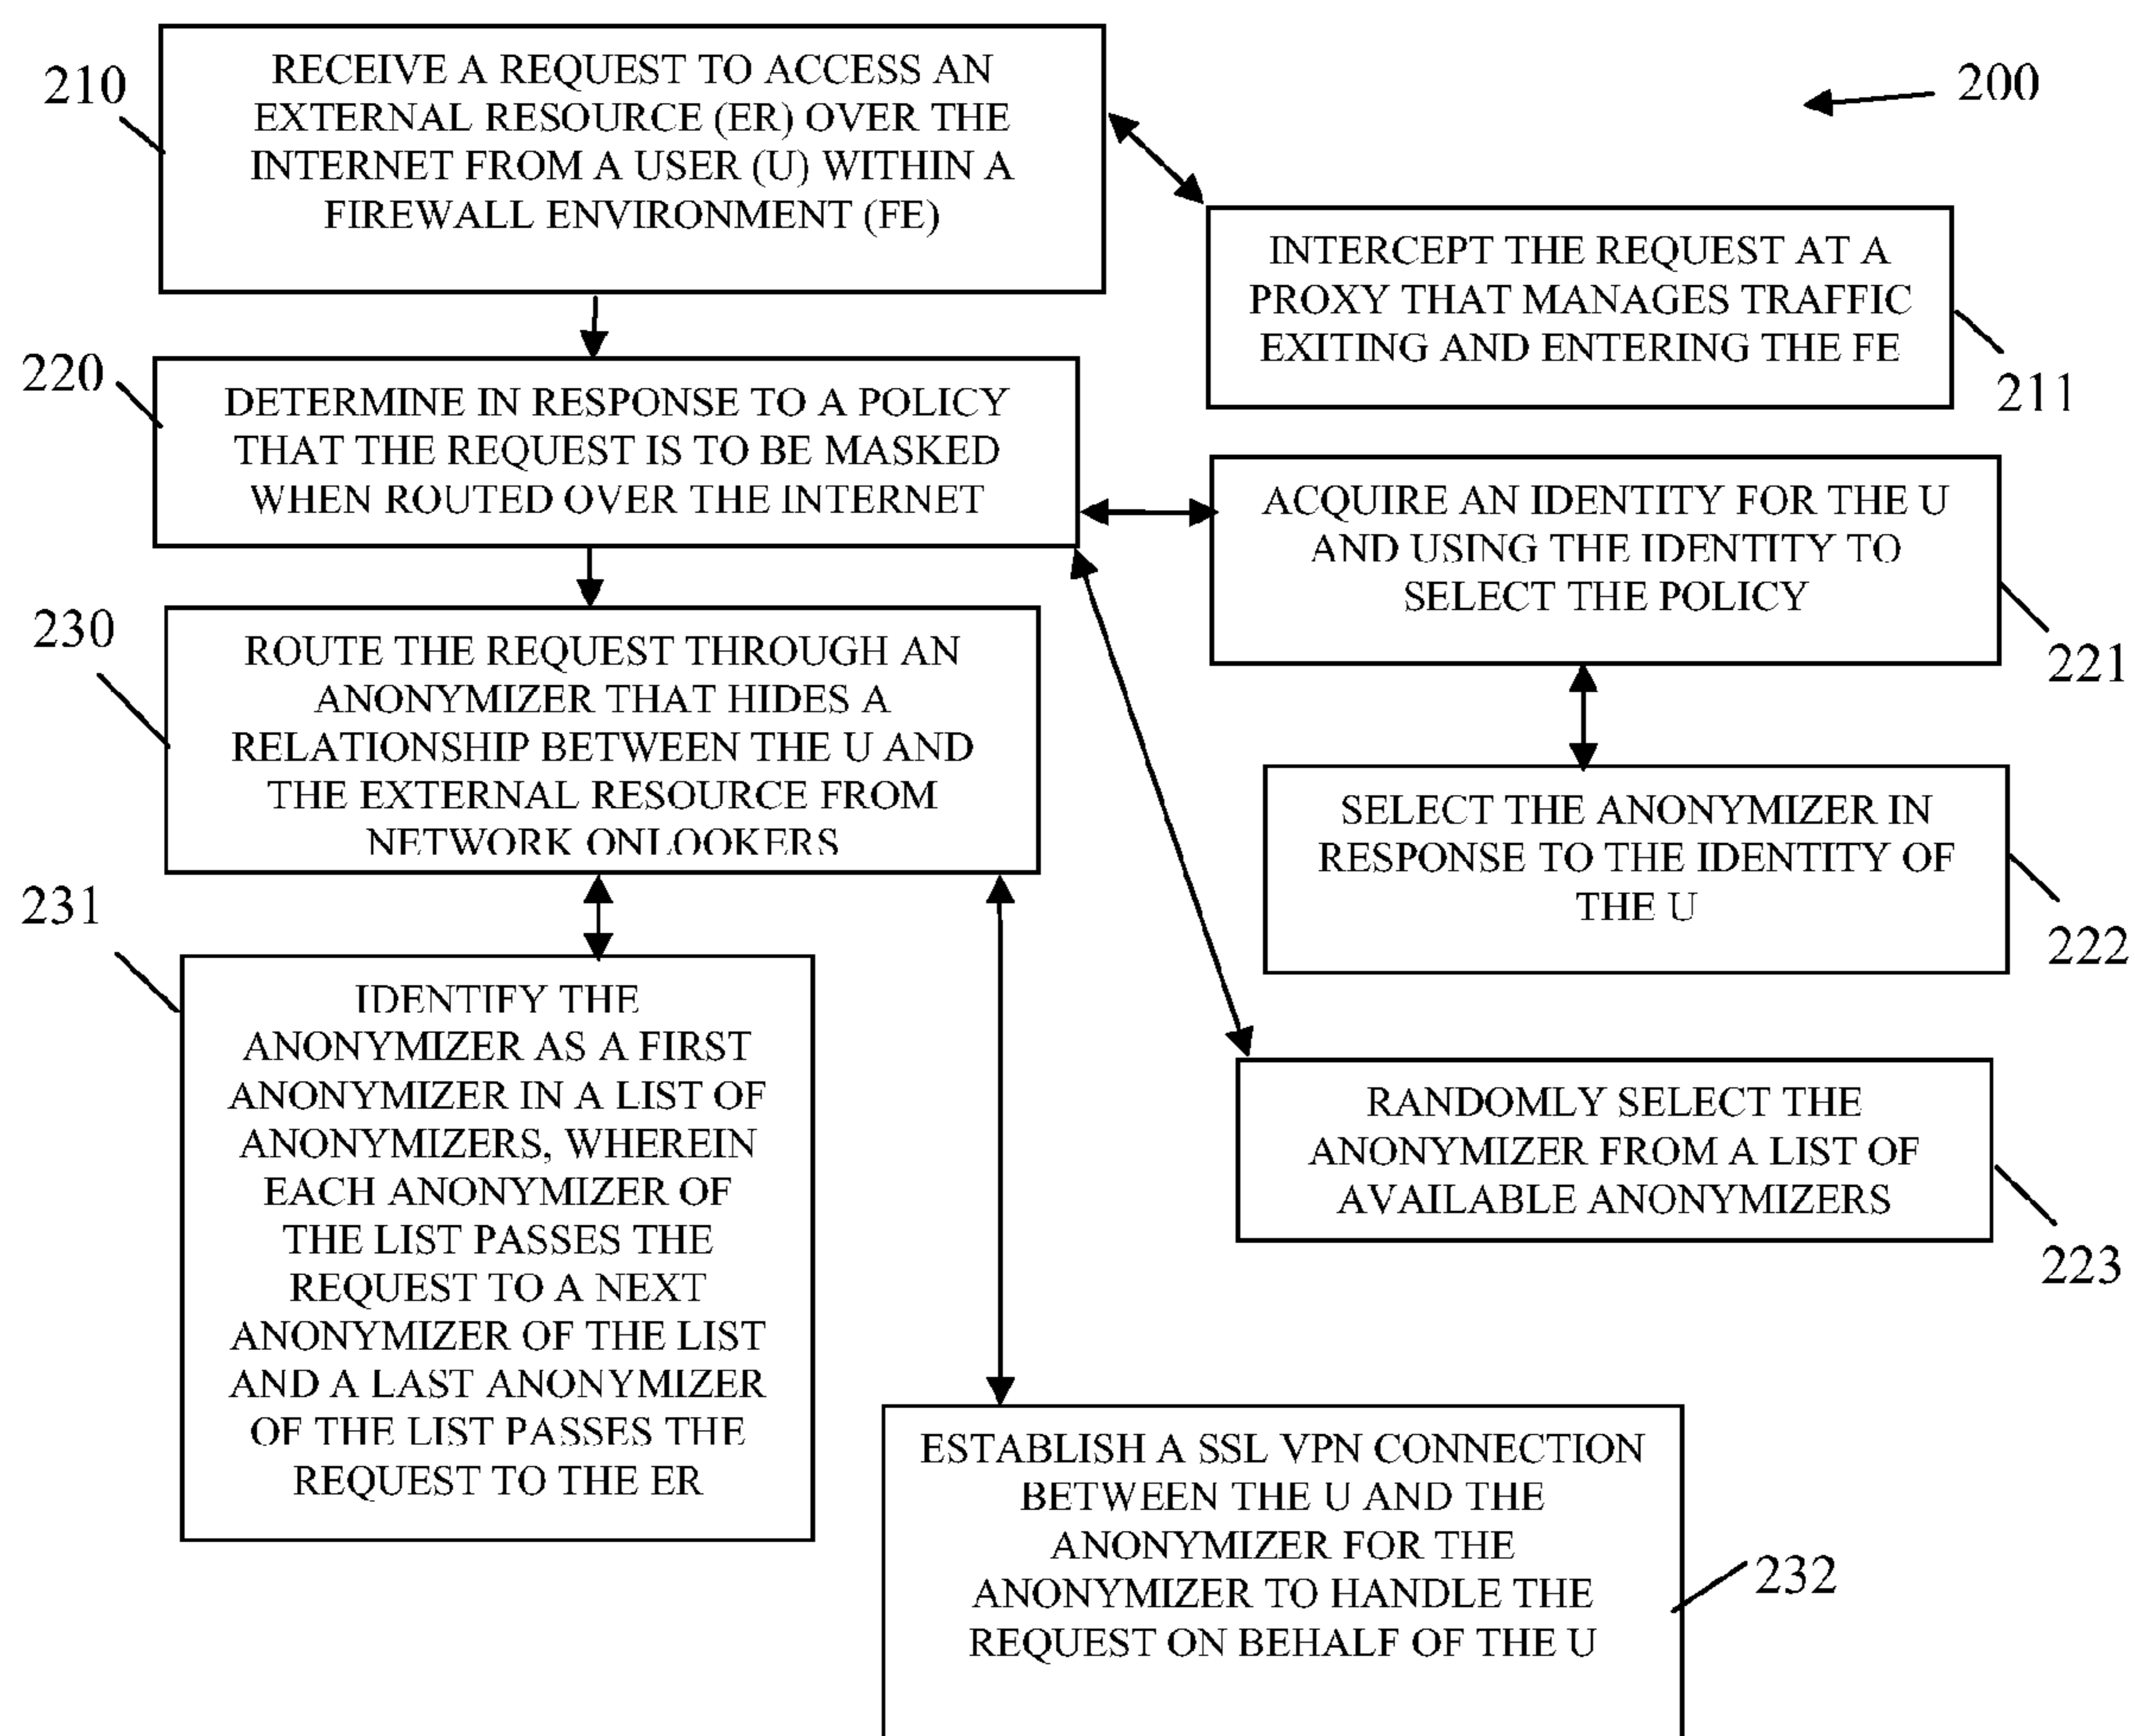 210
RECEIVE A REQUEST TO ACCESS AN
EXTERNAL RESOURCE (ER) OVER THE
INTERNET FROM A USER (U) WITHIN A
FIREWALL ENVIRONMENT (FE)
200
INTERCEPT THE REQUEST AT A
PROXY THAT MANAGES TRAFFIC
EXITING AND ENTERING THE FE
211
220
DETERMINE IN RESPONSE TO A POLICY
THAT THE REQUEST IS TO BE MASKED
WHEN ROUTED OVER THE INTERNET
ACQUIRE AN IDENTITY FOR THE U
AND USING THE IDENTITY TO
SELECT THE POLICY
221
230
ROUTE THE REQUEST THROUGH AN
ANONYMIZER THAT HIDES A
RELATIONSHIP BETWEEN THE U AND
THE EXTERNAL RESOURCE FROM
NETWORK ONLOOKERS
SELECT THE ANONYMIZER IN
RESPONSE TO THE IDENTITY OF
THE U
222
231
IDENTIFY THE
ANONYMIZER AS A FIRST
ANONYMIZER IN A LIST OF
ANONYMIZERS, WHEREIN
EACH ANONYMIZER OF
THE LIST PASSES THE
REQUEST TO A NEXT
ANONYMIZER OF THE LIST
AND A LAST ANONYMIZER
OF THE LIST PASSES THE
REQUEST TO THE ER
RANDOMLY SELECT THE
ANONYMIZER FROM A LIST OF
AVAILABLE ANONYMIZERS
223
ESTABLISH A SSL VPN CONNECTION
BETWEEN THE U AND THE
ANONYMIZER FOR THE
ANONYMIZER TO HANDLE THE
REQUEST ON BEHALF OF THE U
232